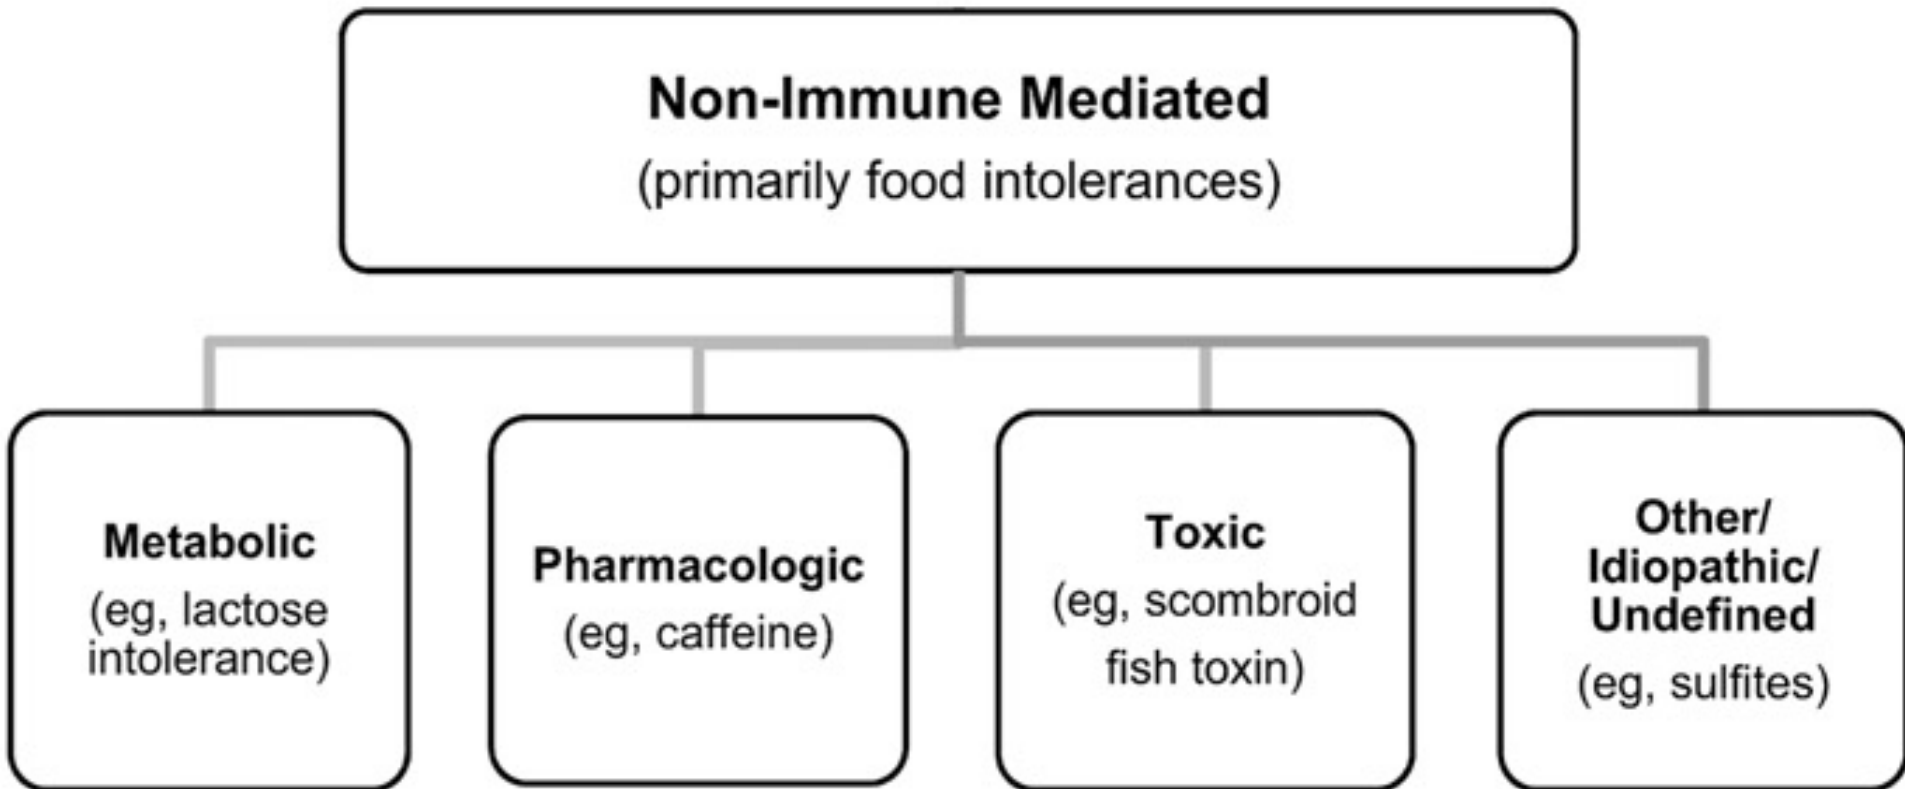 Non-Immune Mediated
(primarily food intolerances)
Metabolic
(eg, lactose
intolerance)
Pharmacologic
(eg, caffeine)
Toxic
(eg, scombroid
fish toxin)
Other/
Idiopathic/
Undefined
(eg, sulfites)